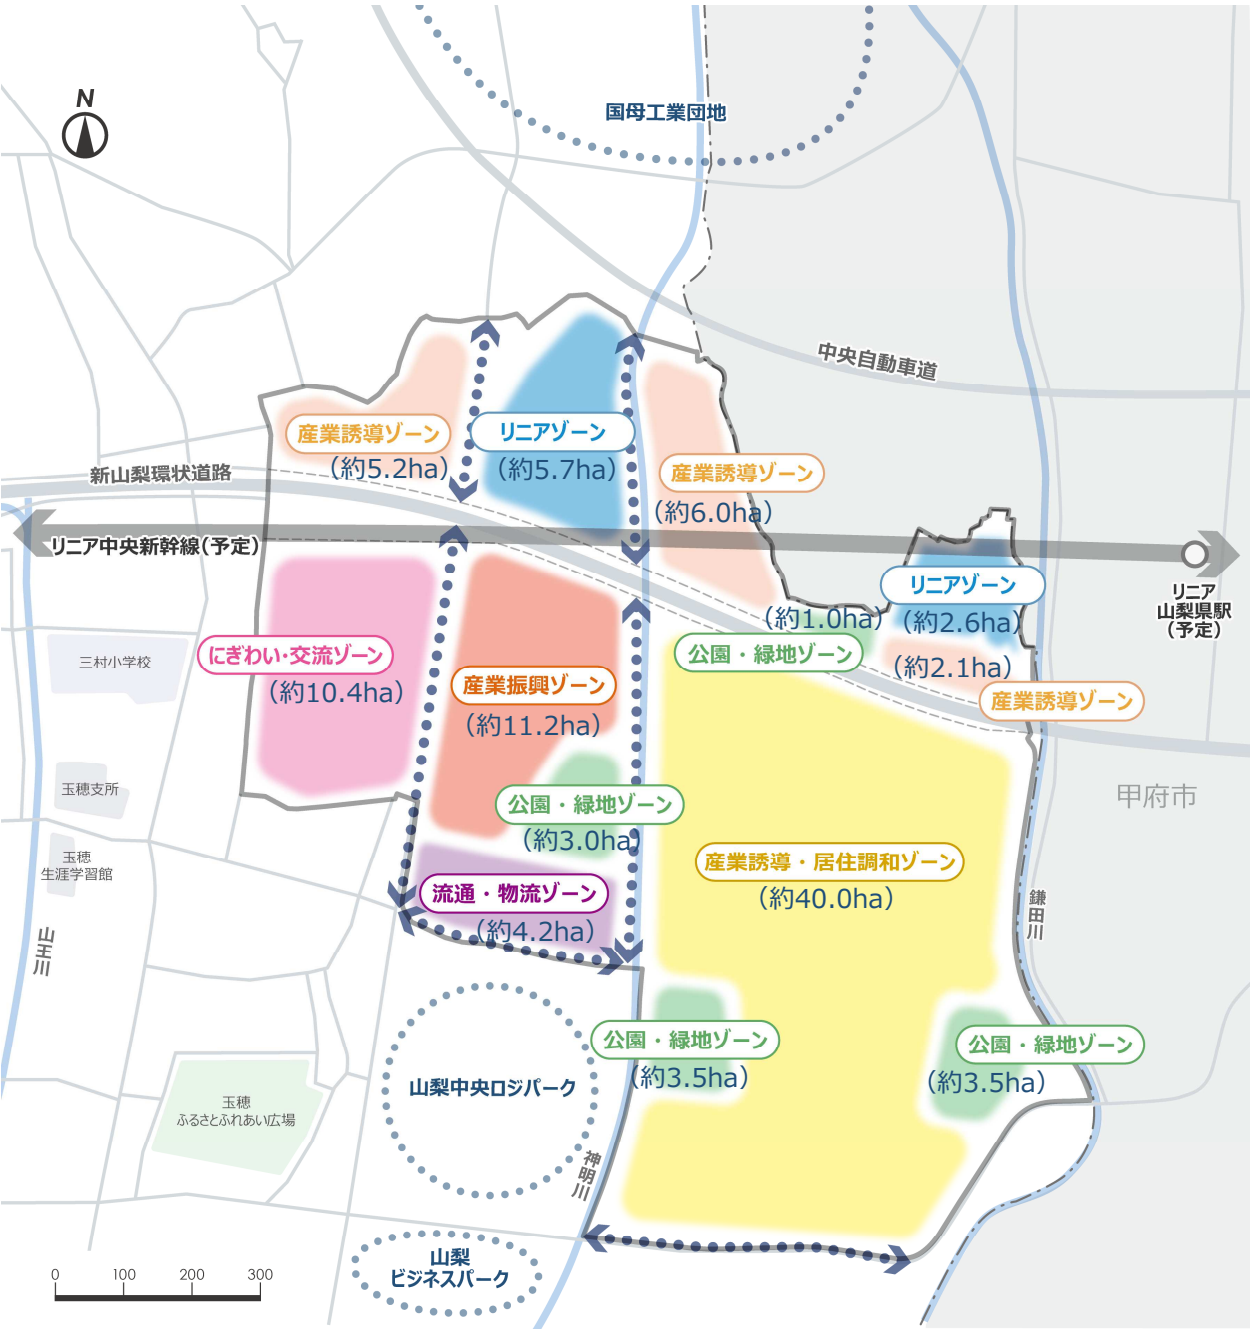 N
国母工業団地
中央自動車道
産業誘導ゾーン
(約5.2ha)
リニアゾーン
(約5.7ha)
産業誘導ゾーン
(約6.0ha)
新山梨環状道路
リニア中央新幹線(予定)
リニア
山梨県駅
(予定)
リニアゾーン
(約2.6ha)
(約1.0ha)
公園・緑地ゾーン
(約2.1ha)
産業誘導ゾーン
にぎわい・交流ゾーン
(約10.4ha)
産業振興ゾーン
(約11.2ha)
三村小学校
玉穂支所
玉穂
生涯学習館
公園・緑地ゾーン
(約3.0ha)
甲府市
産業誘導・居住調和ゾーン
(約40.0ha)
流通・物流ゾーン
(約4.2ha)
鎌田川
山王川
公園・緑地ゾーン
(約3.5ha)
公園・緑地ゾーン
(約3.5ha)
山梨中央ロジパーク
玉穂
ふるさとふれあい広場
神明川
山梨
ビジネスパーク
0 100 200 300